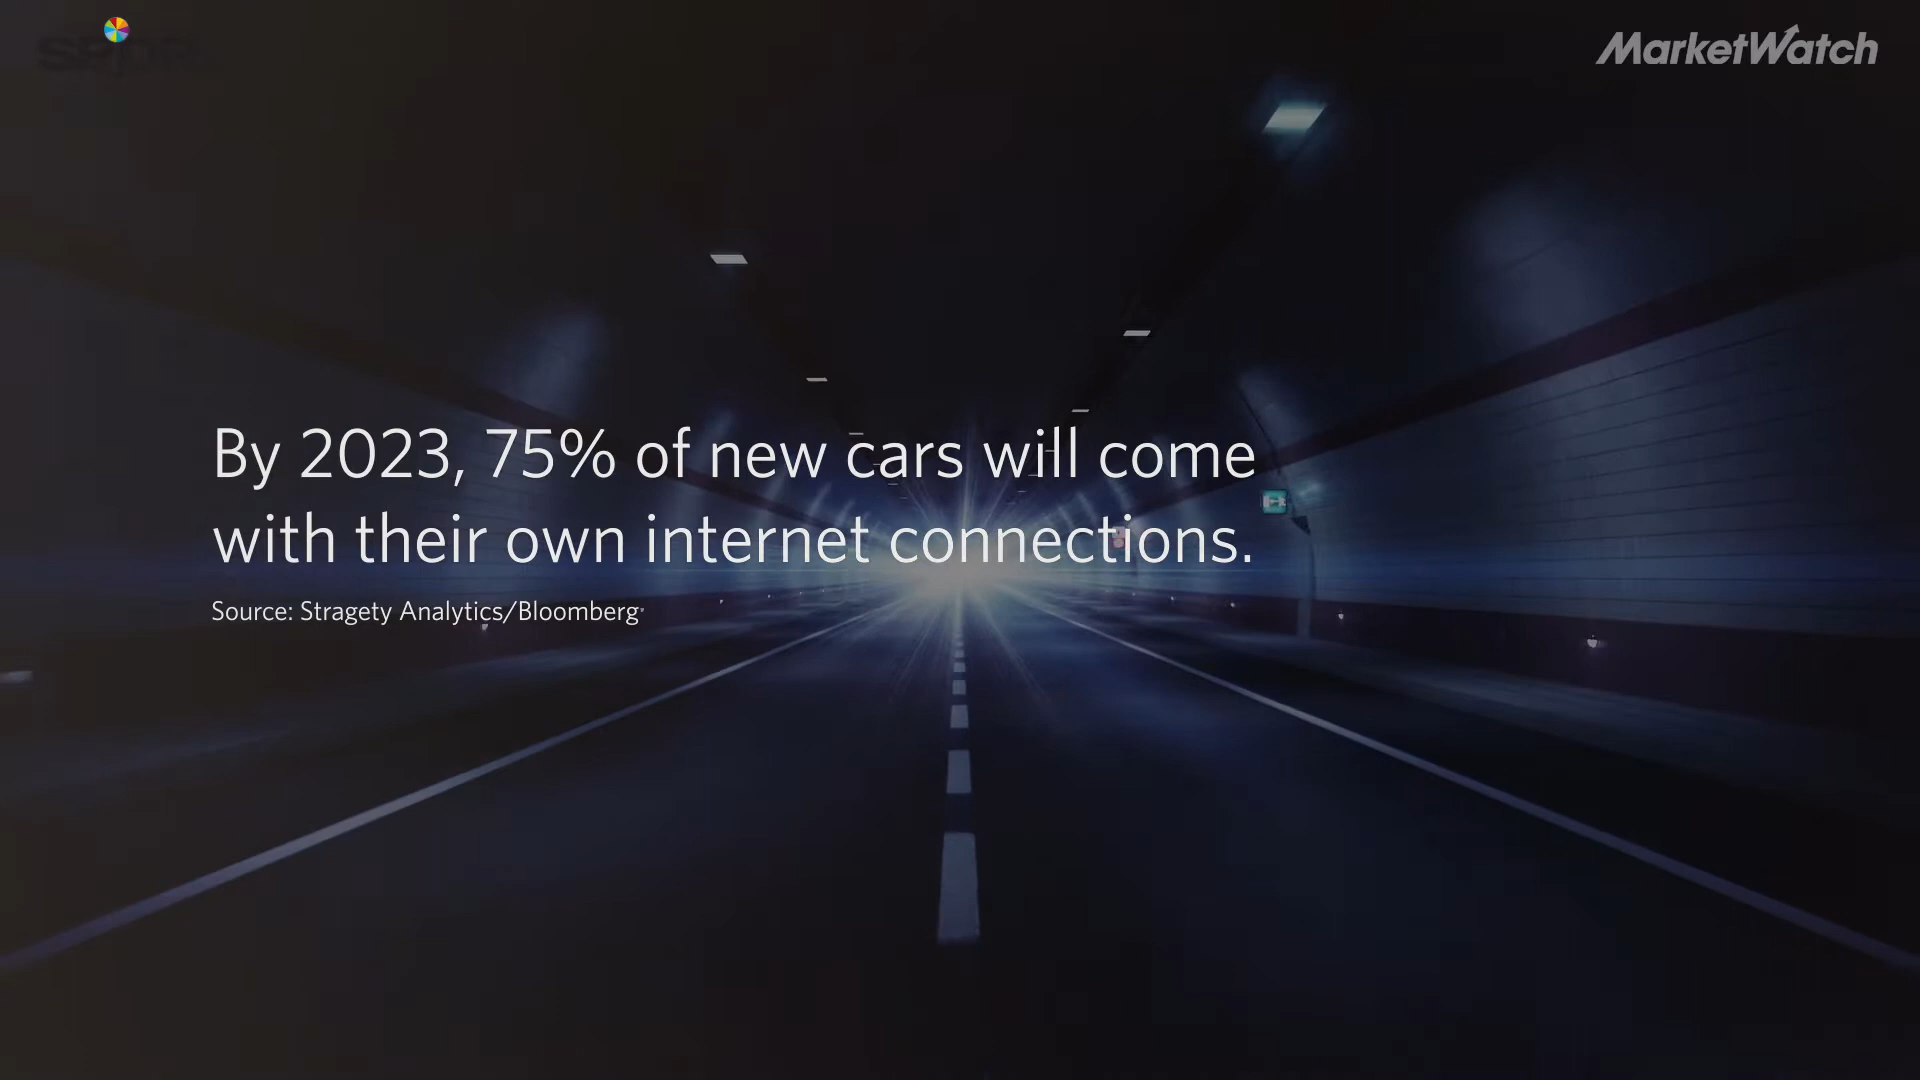 MarketWatch
By 2023, 75% of new cars will come
with their own internet connections.
Source: Stragety Analytics/Bloomberg